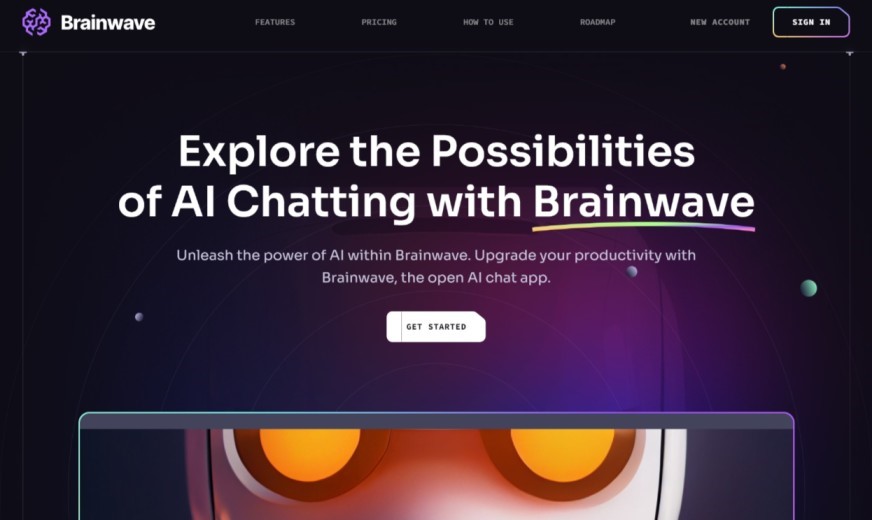 Brainwave
FEATURES
PRICING
HOW TO USE
ROADMAP
NEW ACCOUNT
SIGN IN
Explore the Possibilities
of AI Chatting with Brainwave
Unleash the power of AI within Brainwave. Upgrade your productivity with
Brainwave, the open AI chat app.
GET STARTED